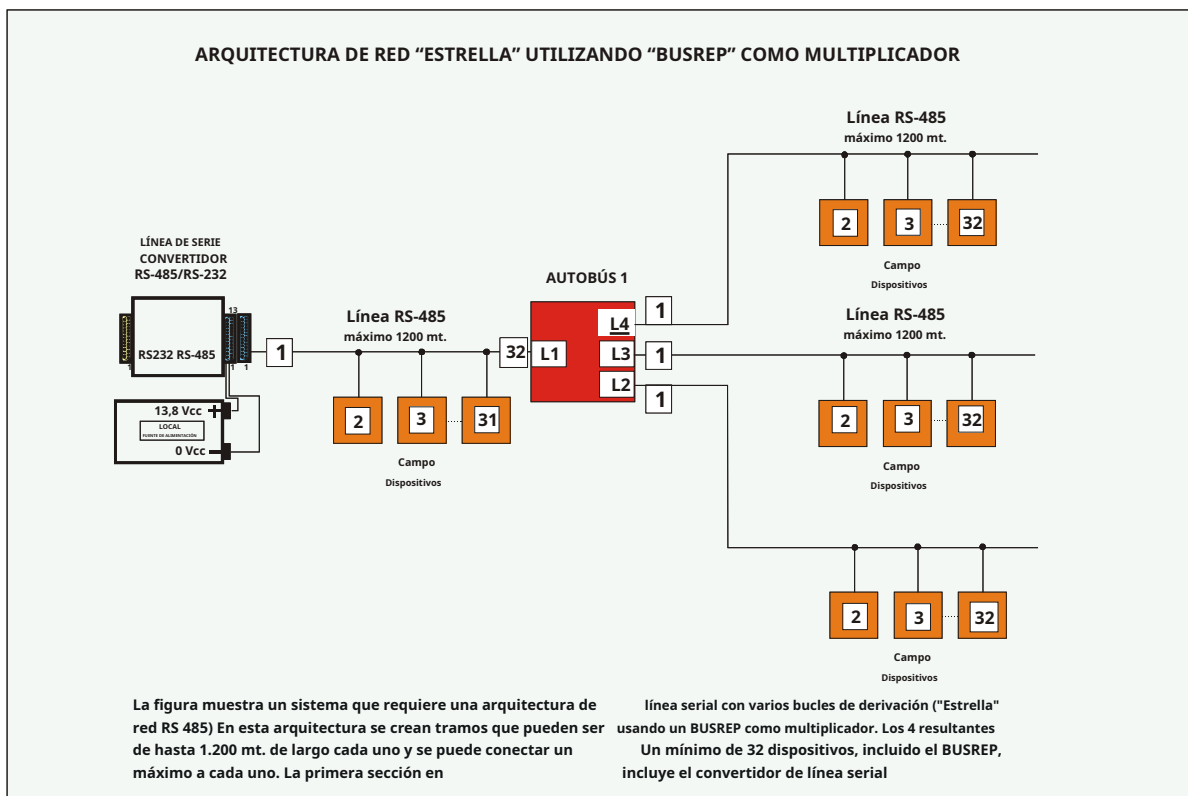 ARQUITECTURA DE RED “ESTRELLA” UTILIZANDO “BUSREP” COMO MULTIPLICADOR
Línea RS-485
máximo 1200 mt.
2
3
32
Campo
Dispositivos
LÍNEA DE SERIE
CONVERTIDOR
RS-485/RS-232
13
RS232 RS-485
1
1
1
13,8 Vcc +
LOCAL
FUENTE DE ALIMENTACIÓN
0 Vcc –
1
Línea RS-485
máximo 1200 mt.
2
3
31
Campo
Dispositivos
AUTOBÚS 1
32
L1
L4
L3
L2
1
1
1
Línea RS-485
máximo 1200 mt.
2
3
32
Campo
Dispositivos
2
3
32
Campo
Dispositivos
La figura muestra un sistema que requiere una arquitectura de
red RS 485) En esta arquitectura se crean tramos que pueden ser
de hasta 1.200 mt. de largo cada uno y se puede conectar un
máximo a cada uno. La primera sección en
línea serial con varios bucles de derivación ("Estrella"
usando un BUSREP como multiplicador. Los 4 resultantes
Un mínimo de 32 dispositivos, incluido el BUSREP,
incluye el convertidor de línea serial